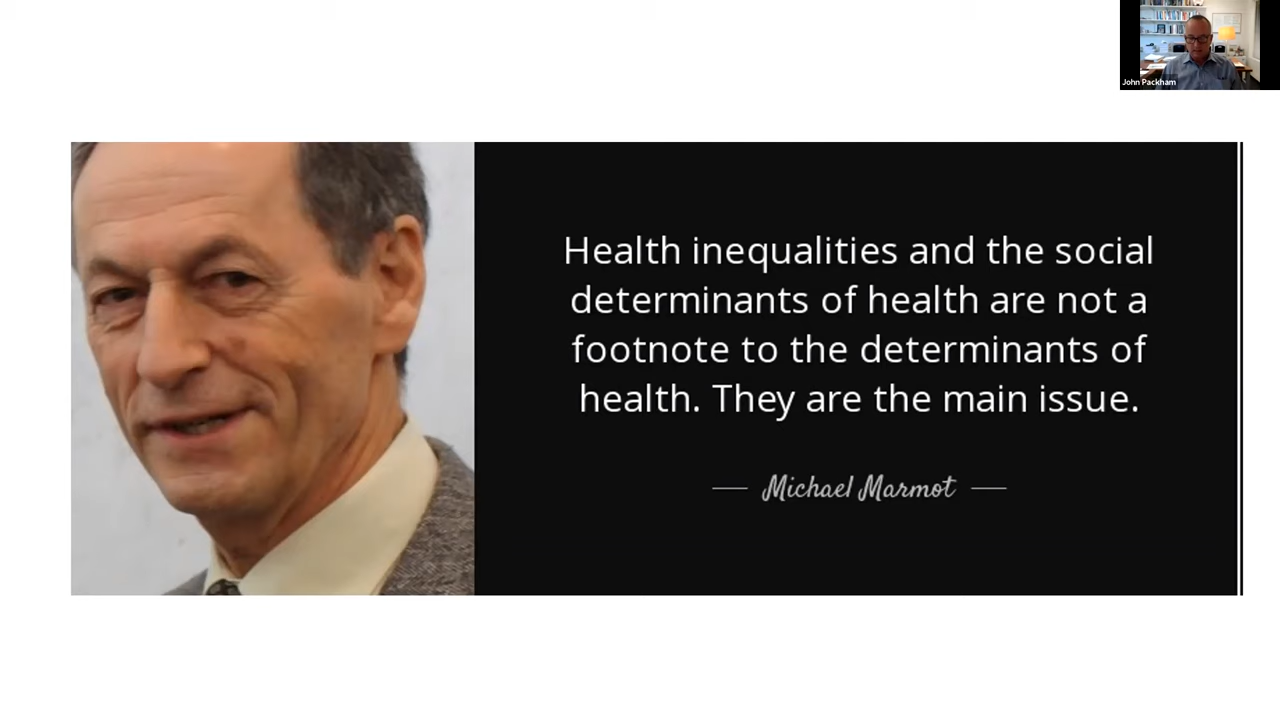 John Packham
Health inequalities and the social
determinants of health are not a
footnote to the determinants of
health. They are the main issue.
Michael Marmot